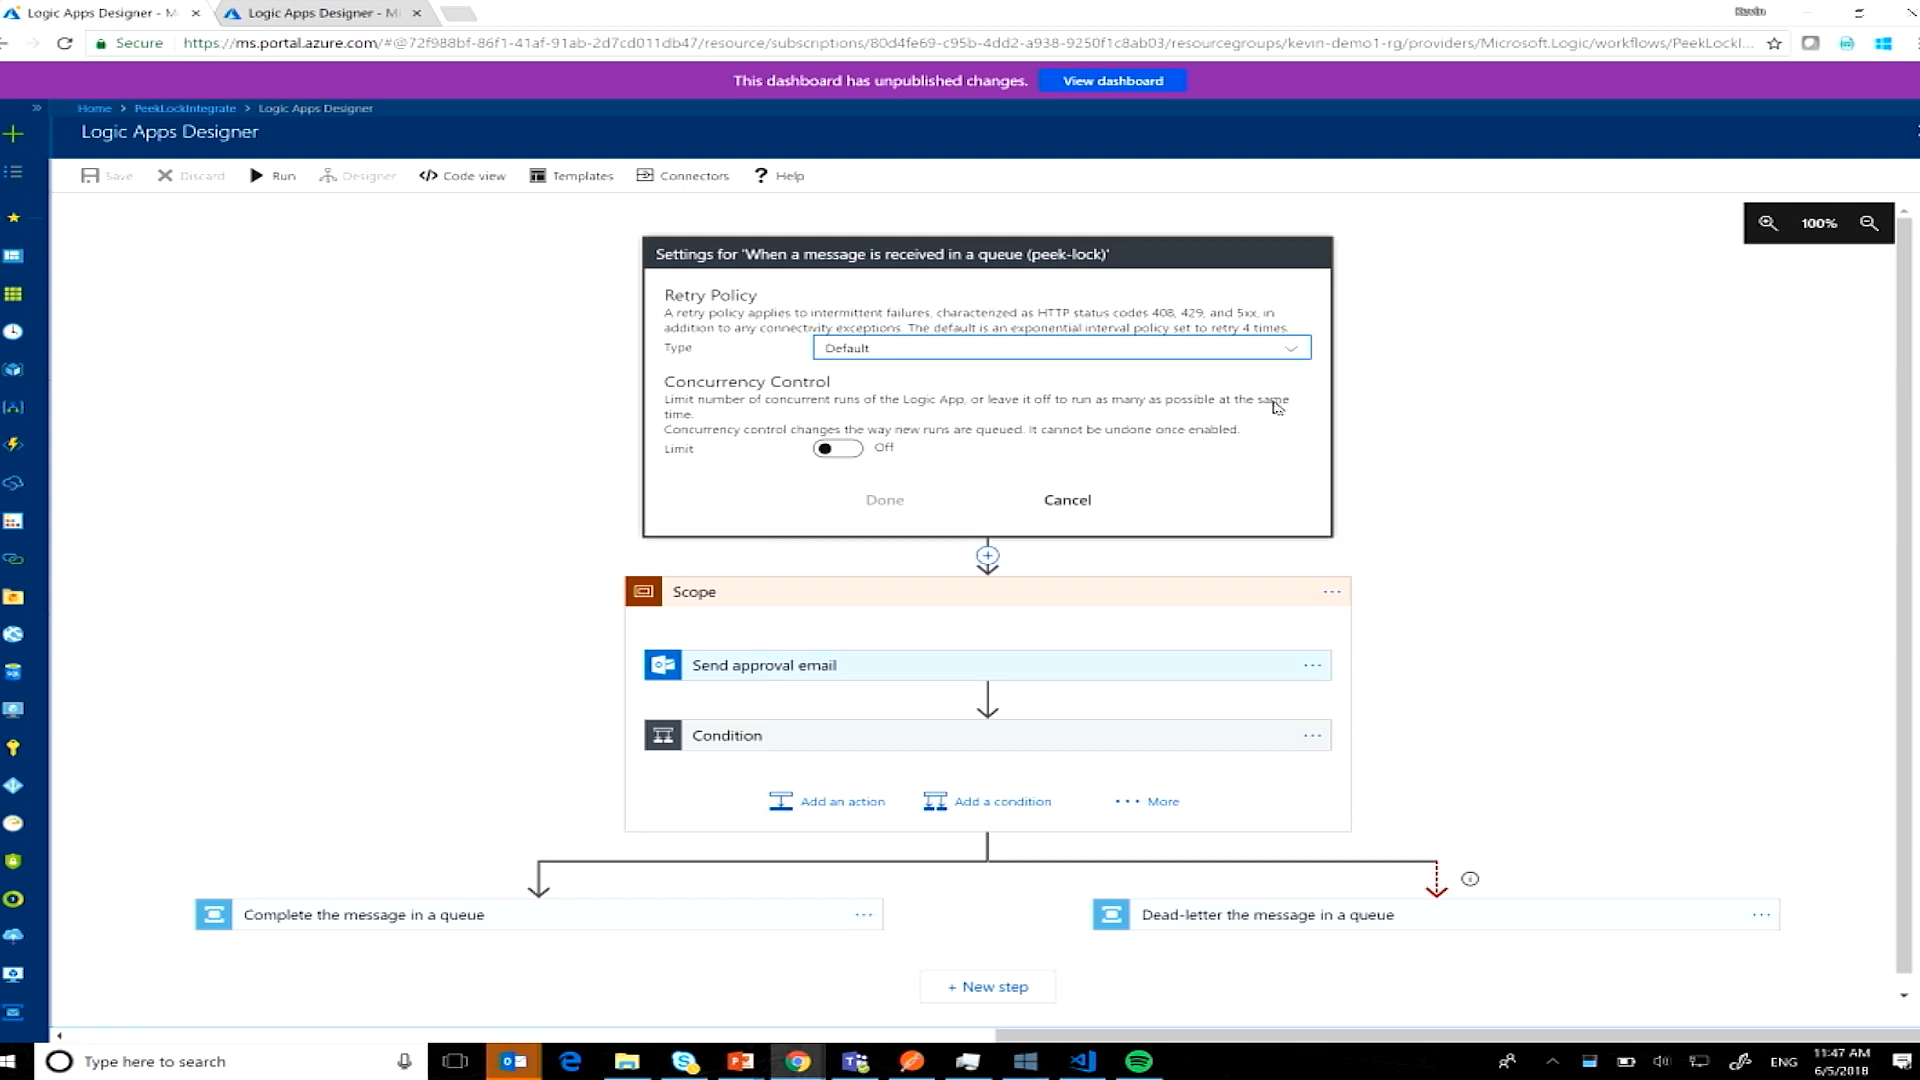 Logic Apps Designer - M
Logic Apps Designer - Mi
Kevin
Secure
https://ms.portal.azure.com/#@72f988bf-86f1-41af-91ab-2d7cd011db47/resource/subscriptions/80d4fe69-c95b-4dd2-a938-9250f1c8ab03/resourcegroups/kevin-demo1-rg/providers/Microsoft.Logic/workflows/PeekLockI...
This dashboard has unpublished changes.
View dashboard
Home > PeekLockIntegrate > Logic Apps Designer
Logic Apps Designer
Save
Discard
Run
Designer
</> Code view
Templates
Connectors
? Help
100%
Settings for 'When a message is received in a queue (peek-lock)'
Retry Policy
A retry policy applies to intermittent failures, characterized as HTTP status codes 408, 429, and 5xx, in
addition to any connectivity exceptions. The default is an exponential interval policy set to retry 4 times.
Type
Default
Concurrency Control
Limit number of concurrent runs of the Logic App, or leave it off to run as many as possible at the same
time.
Concurrency control changes the way new runs are queued. It cannot be undone once enabled.
Limit
Off
Done
Cancel
Scope
Send approval email
Condition
Add an action
Add a condition
More
Complete the message in a queue
Dead-letter the message in a queue
+ New step
Type here to search
ENG
11:47 AM
6/5/2018